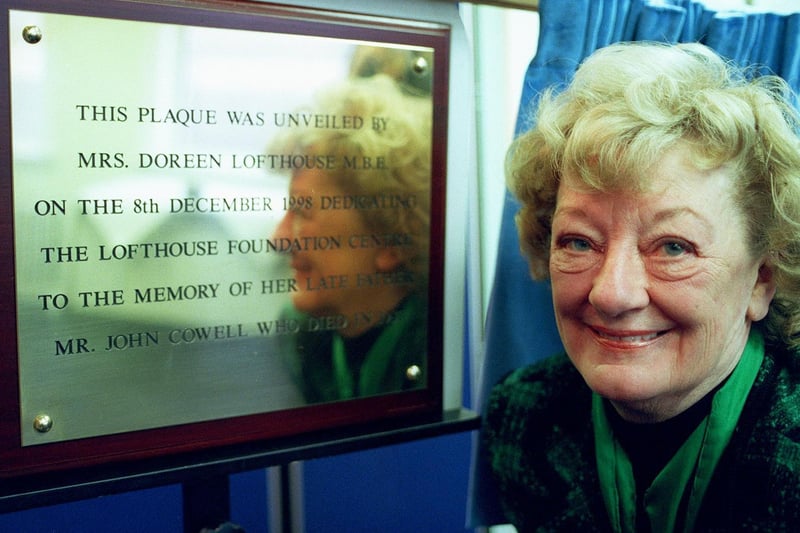 THIS PLAQUE WAS UNVEILED BY
MRS. DOREEN LOFTHOUSE M.B.E.
ON THE 8th DECEMBER 1998 DEDICATING
THE LOFTHOUSE FOUNDATION CENTRE
TO THE MEMORY OF HER LATE FATHER
MR. JOHN COWELL WHO DIED IN